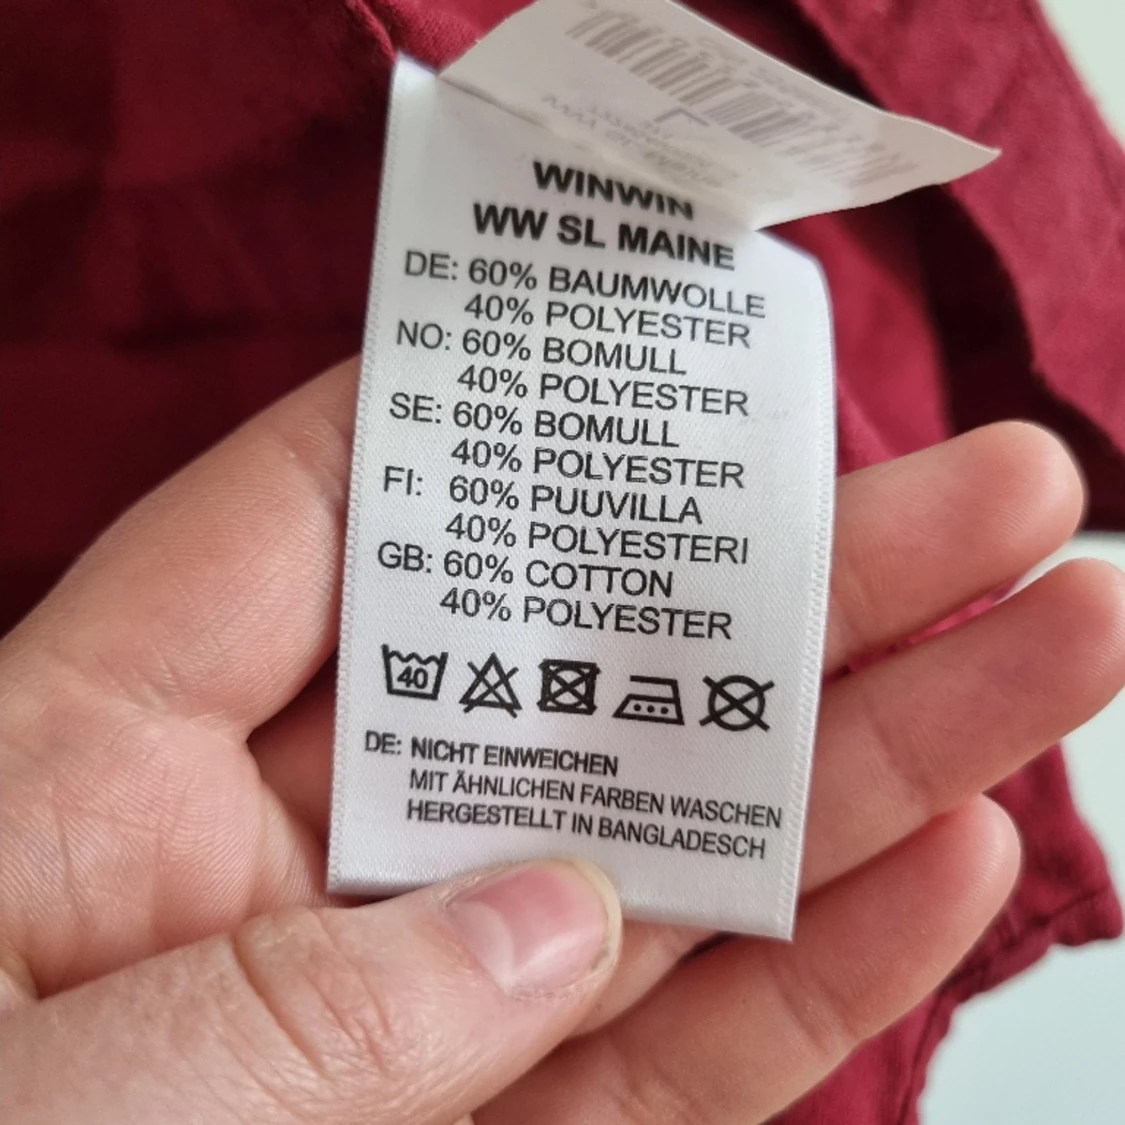 WINWIN
WW SL MAINE
DE: 60% BAUMWOLLE
40% POLYESTER
NO: 60% BOMULL
40% POLYESTER
SE: 60% BOMULL
40% POLYESTER
FI: 60% PUUVILLA
40% POLYESTERI
GB: 60% COTTON
40% POLYESTER
40
DE: NICHT EINWEICHEN
MIT ÄHNLICHEN FARBEN WASCHEN
HERGESTELLT IN BANGLADESCH